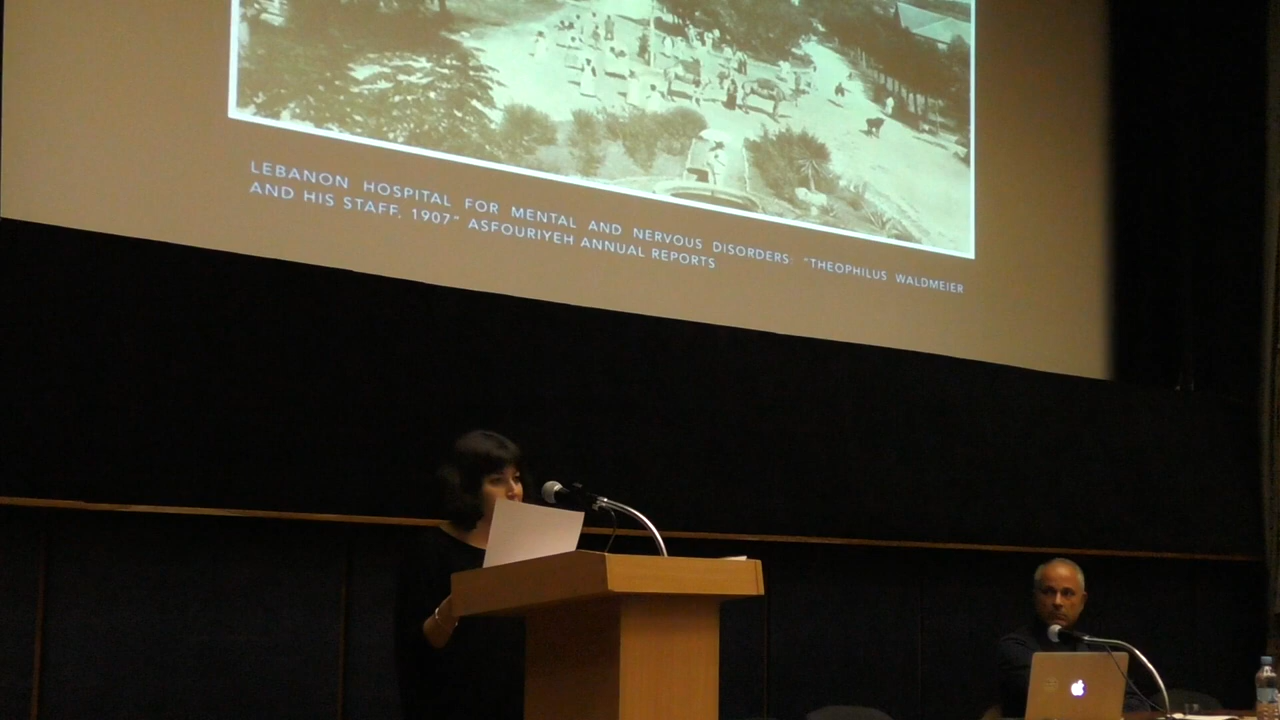 LEBANON HOSPITAL FOR MENTAL AND NERVOUS DISORDERS: "THEOPHILUS WALDMEIER
AND HIS STAFF, 1907" ASFOURIYEH ANNUAL REPORTS